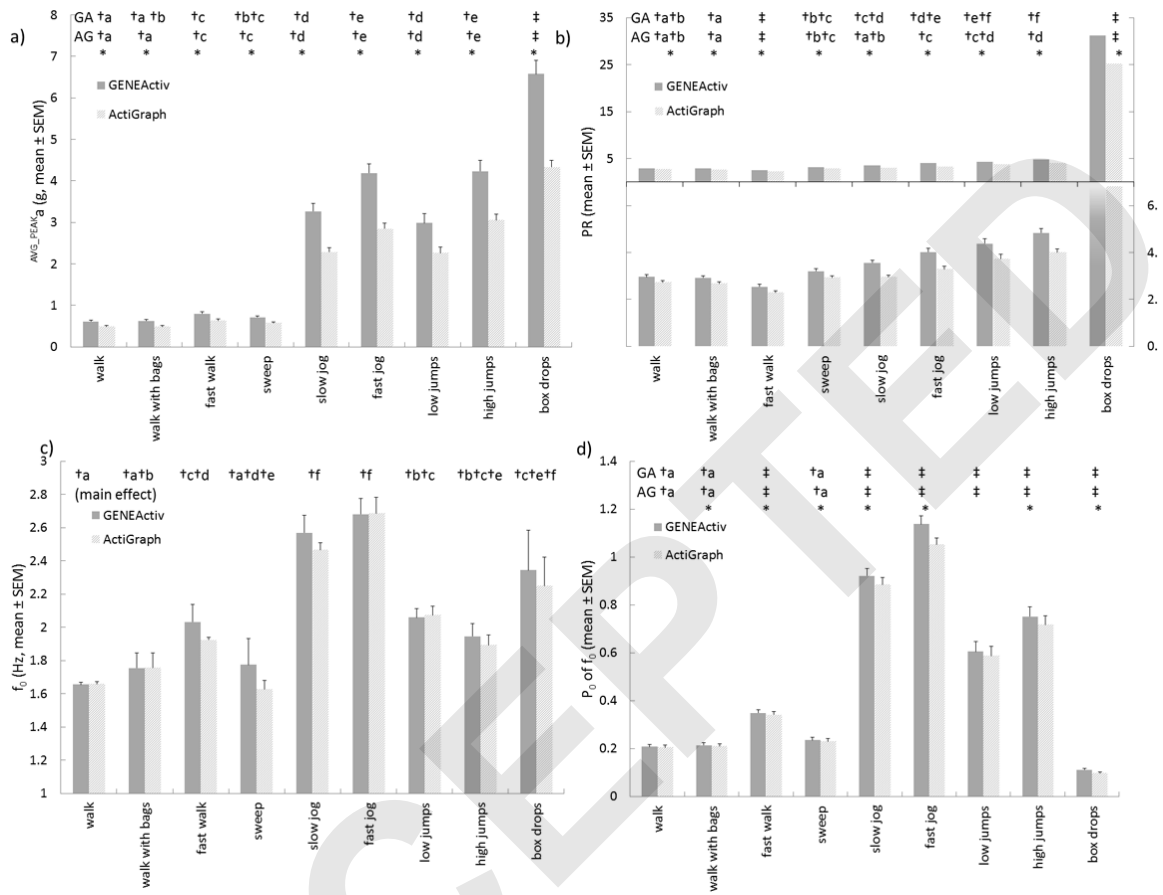 a)
GA †a †a †b †c †b†c †d †e †d †e ‡
AG †a †a †c †c †d †e †d †e ‡
* * * * * * * * *
8
7
6
5
4
3
2
1
0
AVG_PEAKa (g, mean ± SEM)
GENEActiv
ActiGraph
walk
walk with bags
fast walk
sweep
slow jog
fast jog
low jumps
high jumps
box drops
b)
GA †a†b †a ‡ †b†c †c†d †d†e †e†f †f ‡
AG †a†b †a ‡ †b†c †a†b †c †c†d †d ‡
* * * * * * * * *
35
25
15
5
PR (mean ± SEM)
GENEActiv
ActiGraph
6.
4.
2.
0.
walk
walk with bags
fast walk
sweep
slow jog
fast jog
low jumps
high jumps
box drops
c)
†a †a†b †c†d †a†d†e †f †f †b†c †b†c†e †c†e†f
(main effect)
3
2.8
2.6
2.4
2.2
2
1.8
1.6
1.4
1.2
1
f0 (Hz, mean ± SEM)
GENEActiv
ActiGraph
walk
walk with bags
fast walk
sweep
slow jog
fast jog
low jumps
high jumps
box drops
d)
GA †a †a ‡ †a ‡ ‡ ‡ ‡ ‡
AG †a †a ‡ †a ‡ ‡ ‡ ‡ ‡
* * * * * * *
1.4
1.2
1
0.8
0.6
0.4
0.2
0
P0 of f0 (mean ± SEM)
GENEActiv
ActiGraph
walk
walk with bags
fast walk
sweep
slow jog
fast jog
low jumps
high jumps
box drops
CEPTED